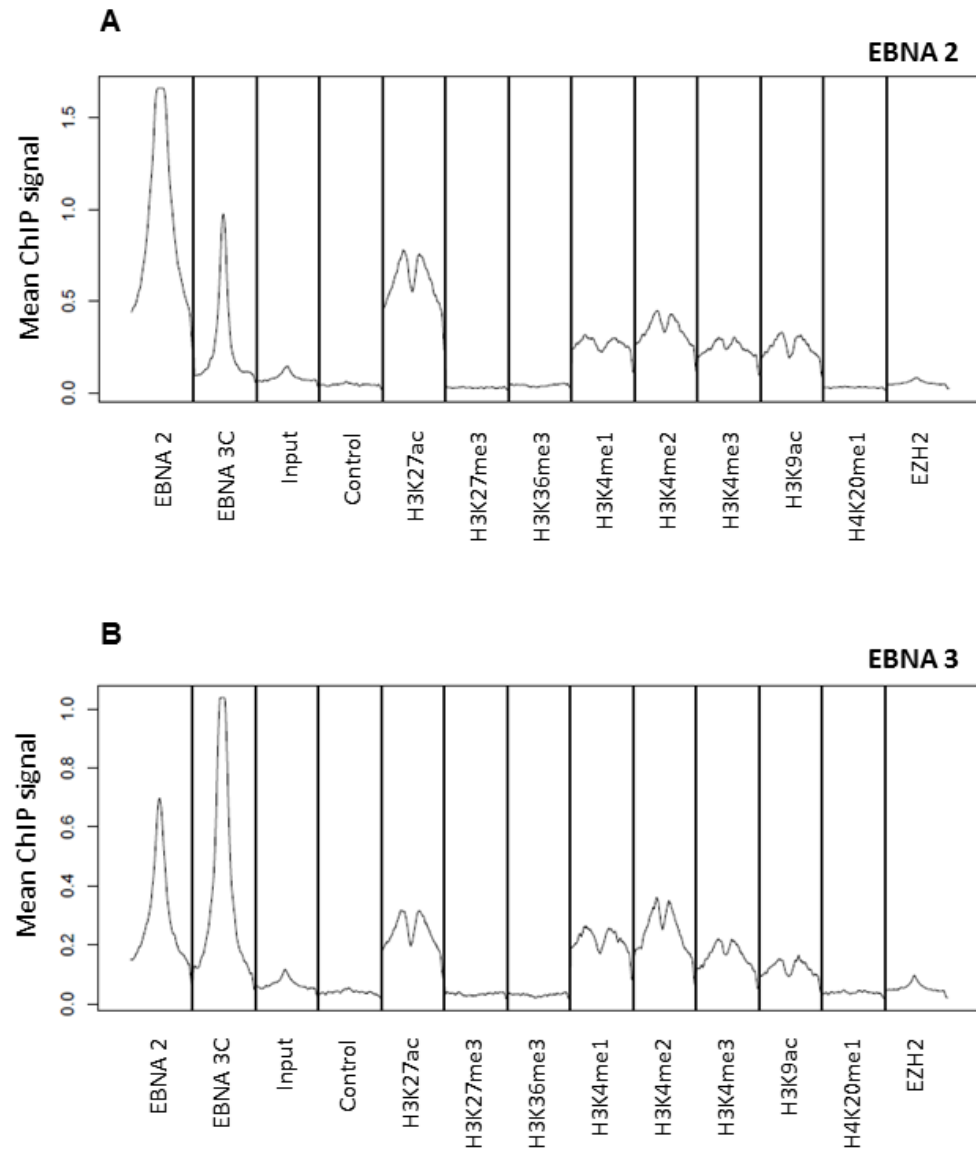 A
EBNA 2
Mean ChIP signal
1.5
1.0
0.5
0.0
EBNA 2
EBNA 3C
Input
Control
H3K27ac
H3K27me3
H3K36me3
H3K4me1
H3K4me2
H3K4me3
H3K9ac
H4K20me1
EZH2
B
EBNA 3
Mean ChIP signal
1.0
0.8
0.6
0.4
0.2
0.0
EBNA 2
EBNA 3C
Input
Control
H3K27ac
H3K27me3
H3K36me3
H3K4me1
H3K4me2
H3K4me3
H3K9ac
H4K20me1
EZH2